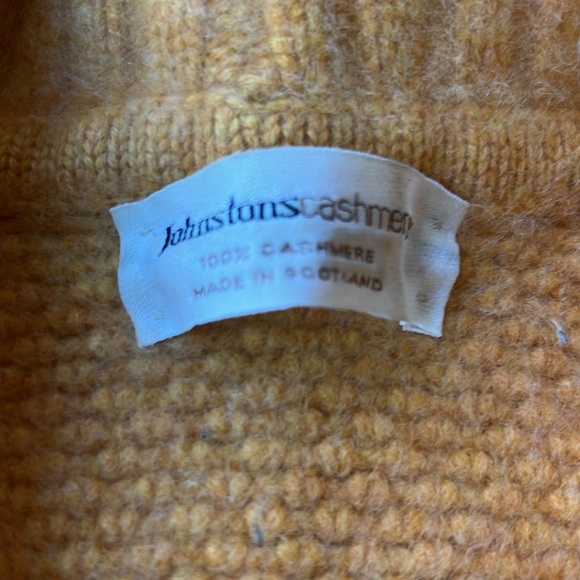 Johnstonscashmere
100% CASHMERE
MADE IN SCOTLAND